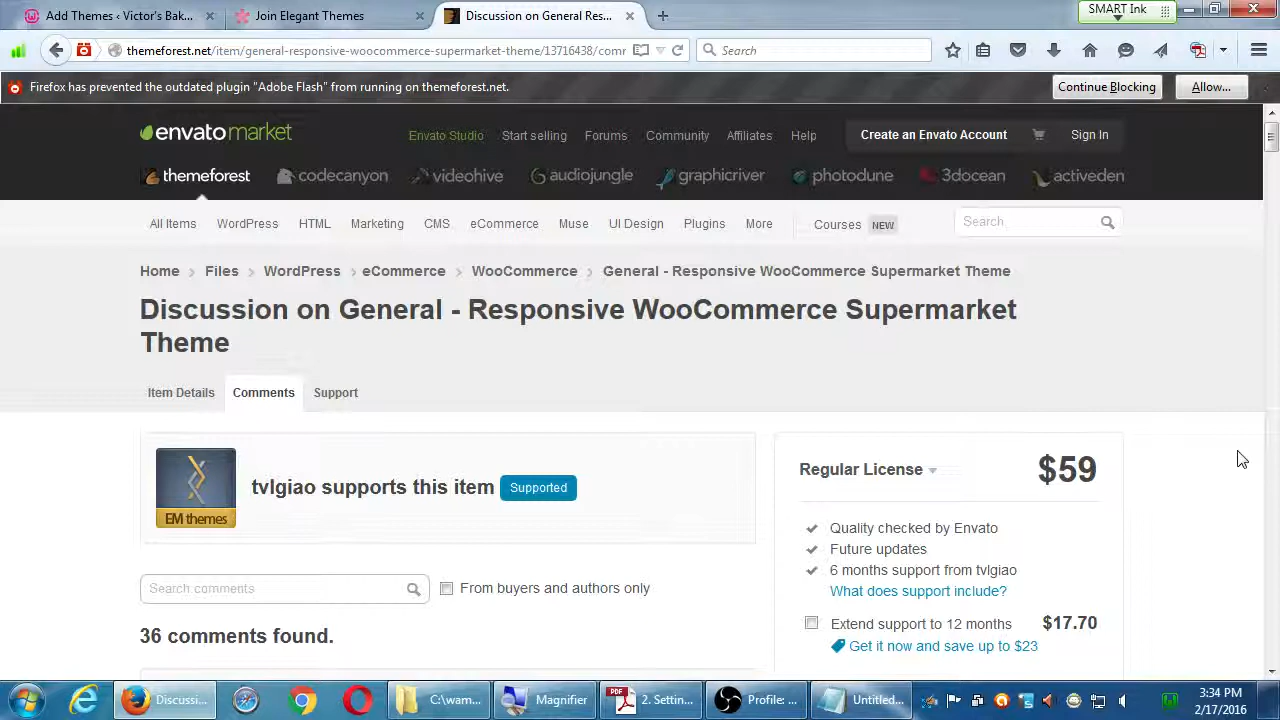 Add Themes ‹ Victor's Bak...
Join Elegant Themes
Discussion on General Res...
SMART Ink
themeforest.net/item/general-responsive-woocommerce-supermarket-theme/13716438/comm
Search
Firefox has prevented the outdated plugin "Adobe Flash" from running on themeforest.net.
Continue Blocking
Allow...
envatomarket
Envato Studio
Start selling
Forums
Community
Affiliates
Help
Create an Envato Account
Sign In
themeforest
codecanyon
videohive
audiojungle
graphicriver
photodune
3docean
activeden
All Items
WordPress
HTML
Marketing
CMS
eCommerce
Muse
UI Design
Plugins
More
Courses
NEW
Search
Home > Files > WordPress > eCommerce > WooCommerce > General - Responsive WooCommerce Supermarket Theme
Discussion on General - Responsive WooCommerce Supermarket
Theme
Item Details
Comments
Support
EM themes
tvlgiao supports this item
Supported
Search comments
From buyers and authors only
36 comments found.
Regular License
$59
Quality checked by Envato
Future updates
6 months support from tvlgiao
What does support include?
Extend support to 12 months
$17.70
Get it now and save up to $23
Discussi...
C:\wam...
Magnifier
PDF
2. Settin...
Profile: ...
Untitled...
3:34 PM
2/17/2016